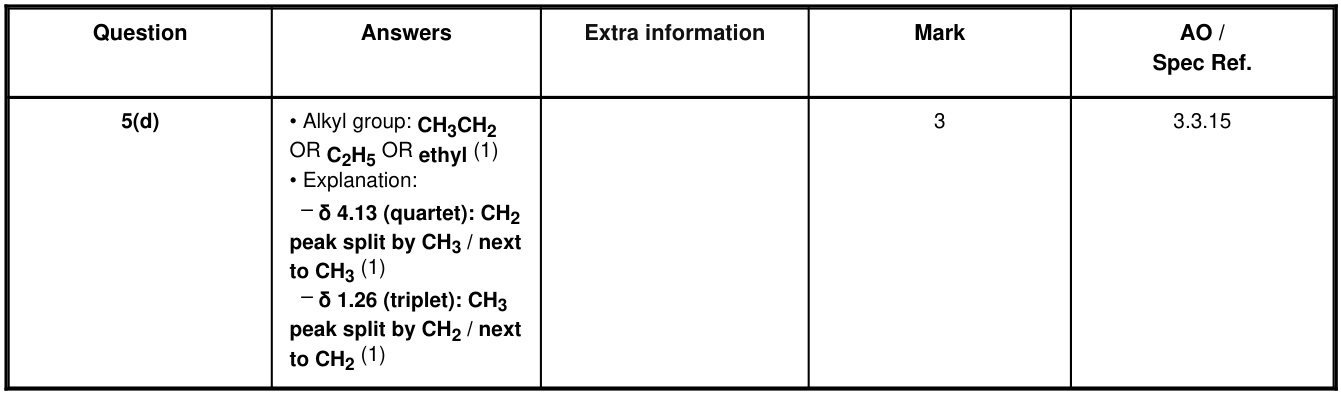 Question Answers Extra information Mark AO /
Spec Ref.
5(d) • Alkyl group: CH₃CH₂ 3 3.3.15
OR C₂H₅ OR ethyl (1)
• Explanation:
– δ 4.13 (quartet): CH₂
peak split by CH₃ / next
to CH₃ (1)
– δ 1.26 (triplet): CH₃
peak split by CH₂ / next
to CH₂ (1)